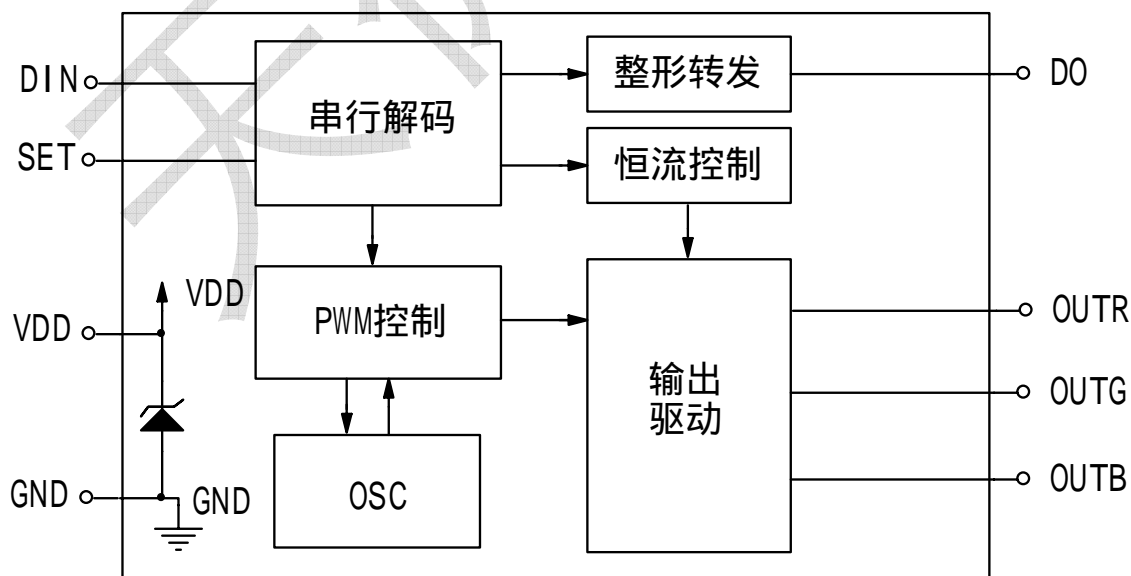 DIN
SET
串行解码
整形转发
DO
恒流控制
VDD
VDD
PWM控制
OUTR
输出
驱动
OUTG
OUTB
GND
GND
OSC